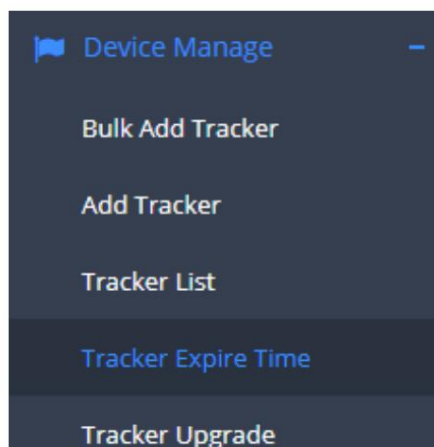 Device Manage
Bulk Add Tracker
Add Tracker
Tracker List
Tracker Expire Time
Tracker Upgrade